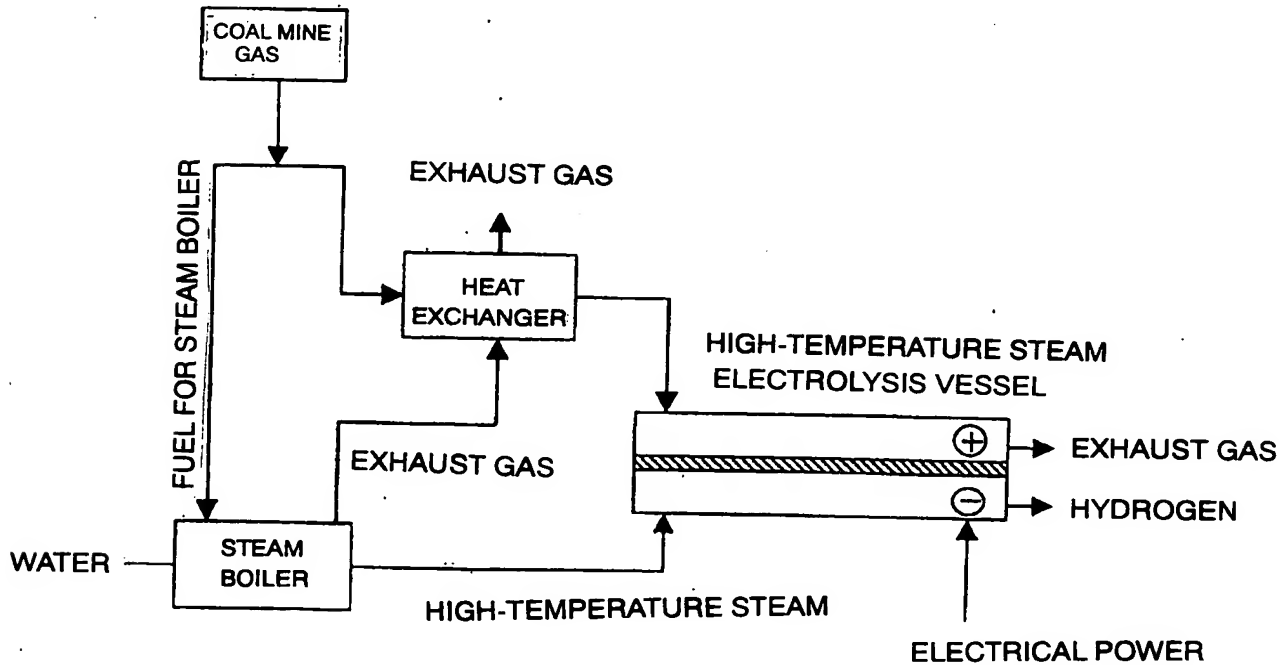 COAL MINE
GAS
EXHAUST GAS
FUEL FOR STEAM BOILER
HEAT
EXCHANGER
HIGH-TEMPERATURE STEAM
ELECTROLYSIS VESSEL
+
EXHAUST GAS
EXHAUST GAS
−
HYDROGEN
WATER
STEAM
BOILER
HIGH-TEMPERATURE STEAM
ELECTRICAL POWER